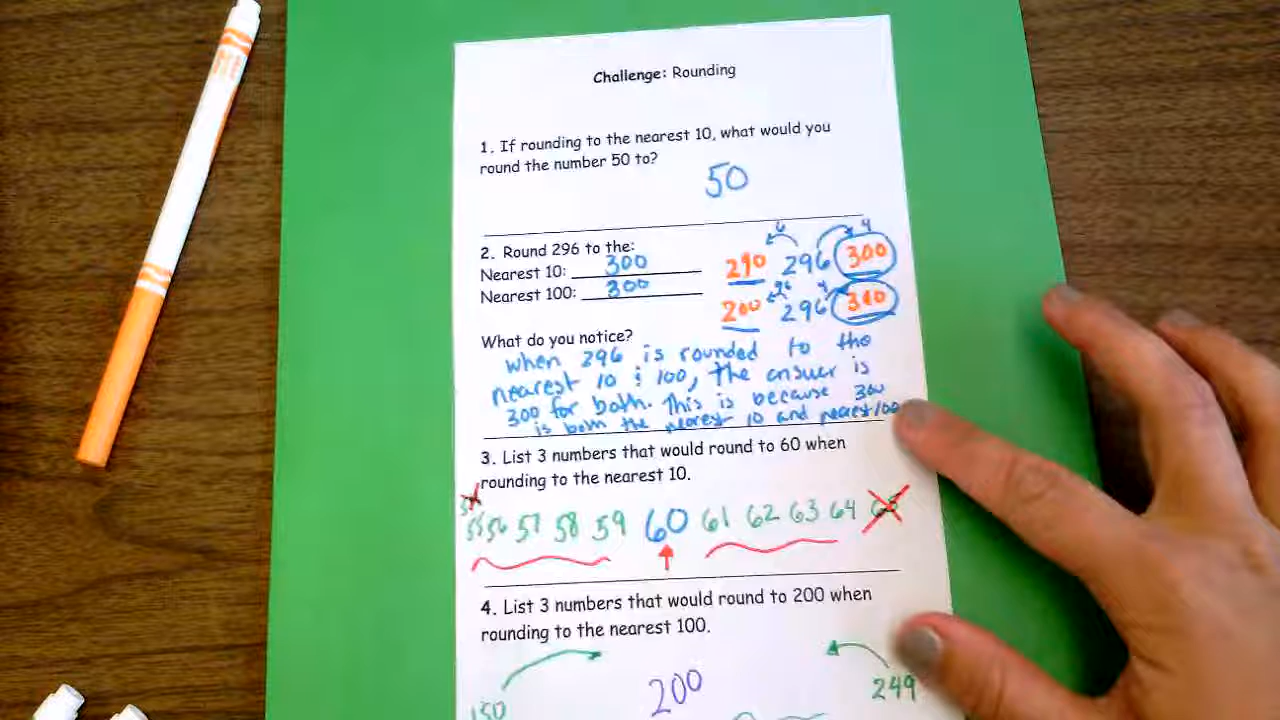 Challenge: Rounding
1. If rounding to the nearest 10, what would you
round the number 50 to?
50
2. Round 296 to the:
Nearest 10: 300
Nearest 100: 300
6 4
290 296 300
96 4
200 296 300
What do you notice?
When 296 is rounded to the
nearest 10 & 100, the answer is
300 for both. This is because 300
is both the nearest 10 and nearest 100
3. List 3 numbers that would round to 60 when
rounding to the nearest 10.
54
55 56 57 58 59 60 61 62 63 64 65
4. List 3 numbers that would round to 200 when
rounding to the nearest 100.
150 200 249